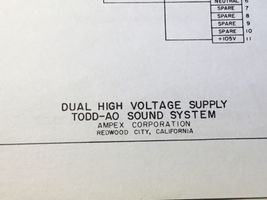 NEUTRAL 6
SPARE 7
SPARE 8
SPARE 9
SPARE 10
+105V 11
DUAL HIGH VOLTAGE SUPPLY
TODD-AO SOUND SYSTEM
AMPEX CORPORATION
REDWOOD CITY, CALIFORNIA